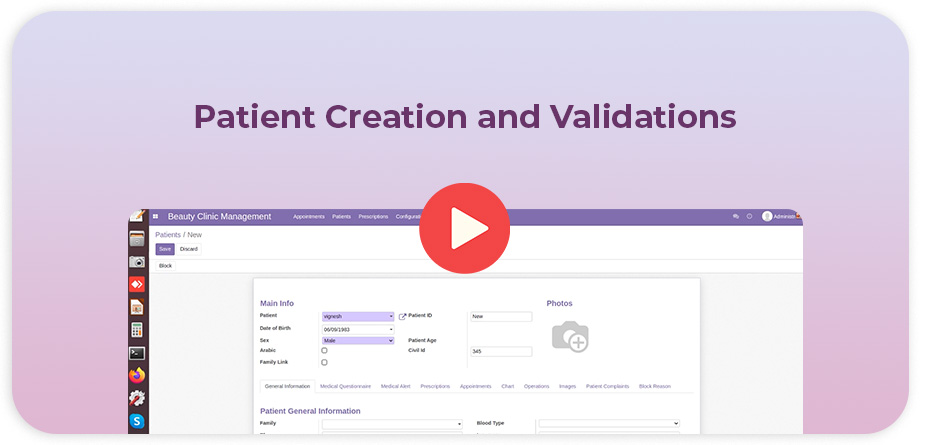 Patient Creation and Validations
Beauty Clinic Management Appointments Patients Prescriptions
Patients / New
Save Discard
Block
Main Info Photos
Patient vignesh Patient ID New
Date of Birth 06/09/1983
Sex Male Patient Age
Arabic Civil Id 345
Family Link
General Information Medical Questionnaire Medical Alert Prescriptions Appointments Chart Operations Images Patient Complaints Block Reason
Patient General Information
Family Blood Type